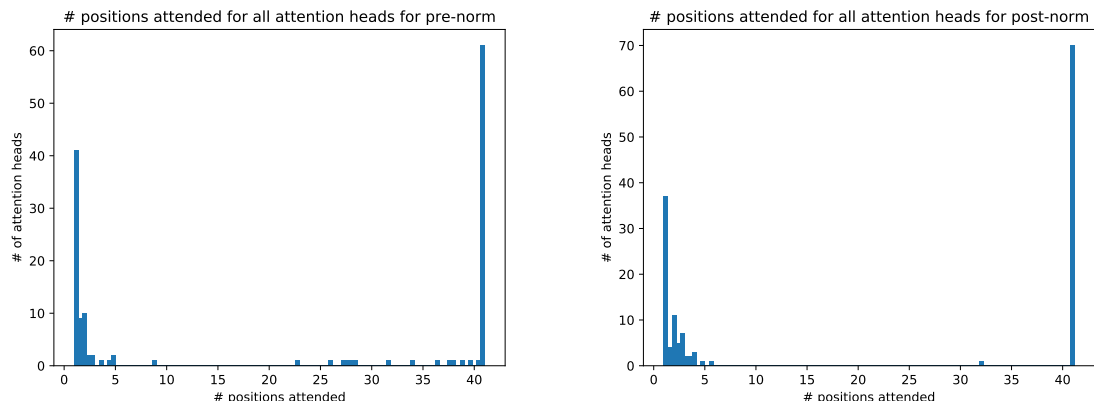 # positions attended for all attention heads for pre-norm
# of attention heads
60
50
40
30
20
10
0
0 5 10 15 20 25 30 35 40
# positions attended
# positions attended for all attention heads for post-norm
# of attention heads
70
60
50
40
30
20
10
0
0 5 10 15 20 25 30 35 40
# positions attended